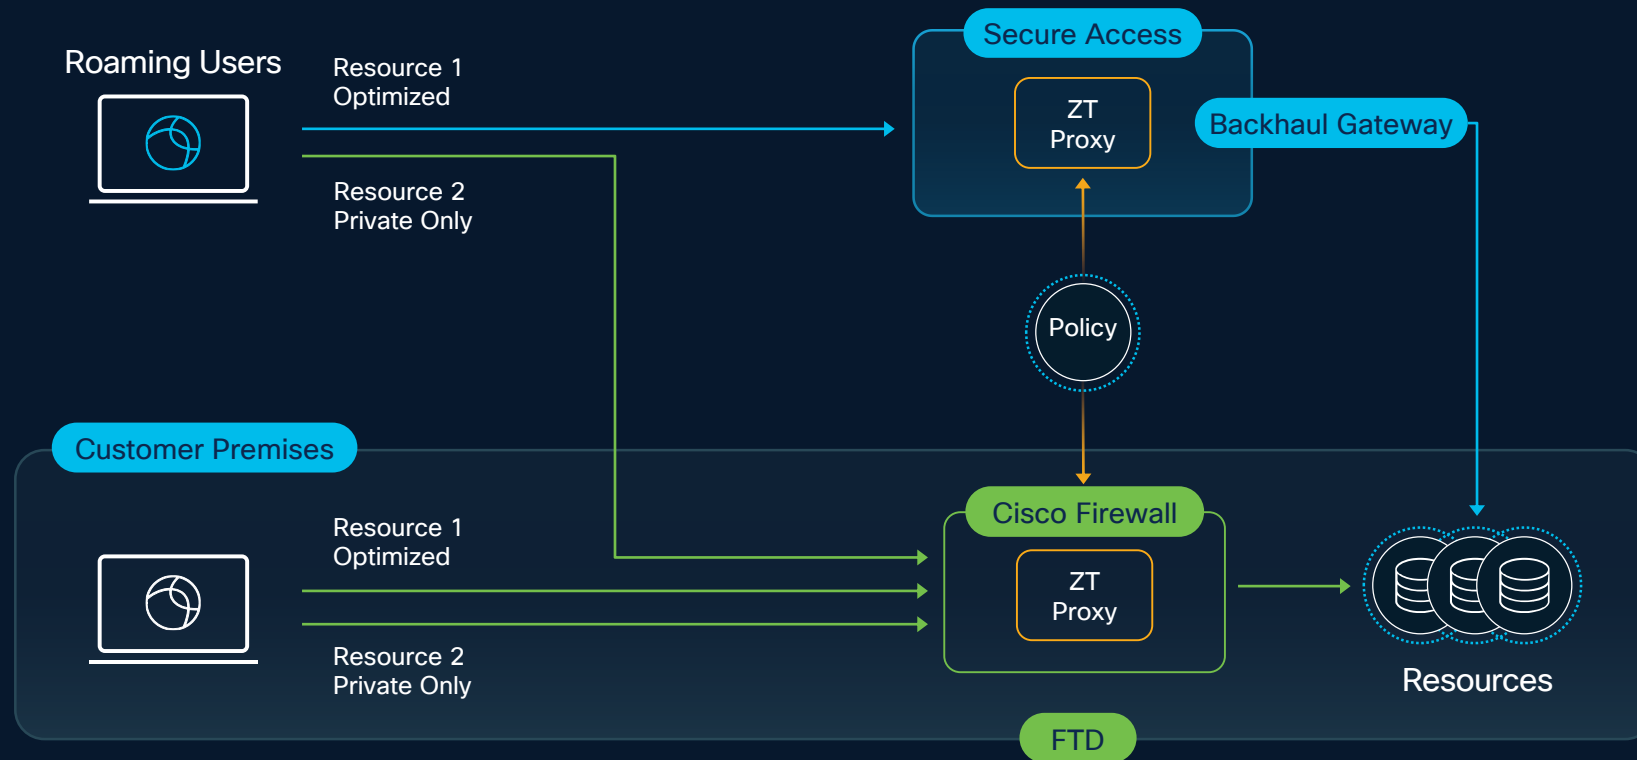 Roaming Users
Resource 1
Optimized
Resource 2
Private Only
Secure Access
ZT
Proxy
Backhaul Gateway
Policy
Customer Premises
Resource 1
Optimized
Resource 2
Private Only
Cisco Firewall
ZT
Proxy
Resources
FTD